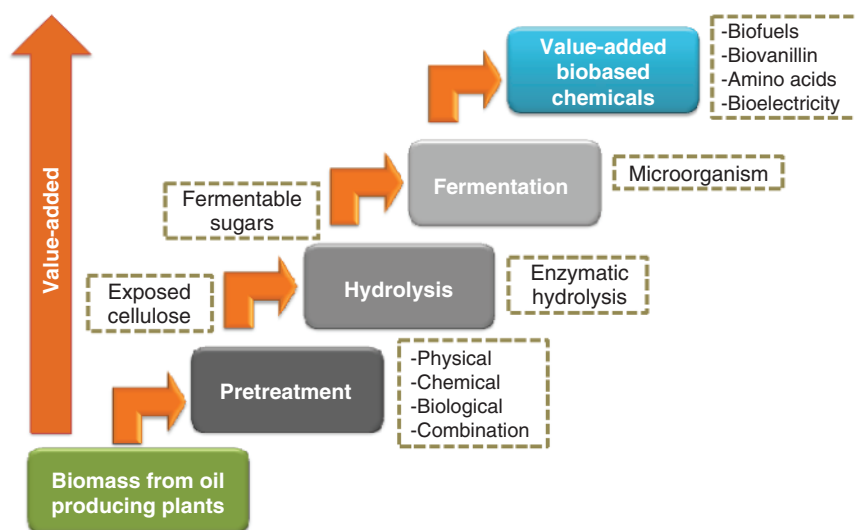 Value-added
biobased
chemicals
-Biofuels
-Biovanillin
-Amino acids
-Bioelectricity
Value-added
Fermentable
sugars
Fermentation
Microorganism
Exposed
cellulose
Hydrolysis
Enzymatic
hydrolysis
Pretreatment
-Physical
-Chemical
-Biological
-Combination
Biomass from oil
producing plants